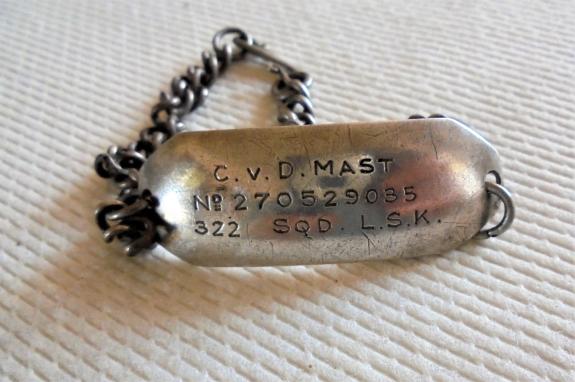 C. v. D. MAST
No 270529035
322 SQD. L.S.K.